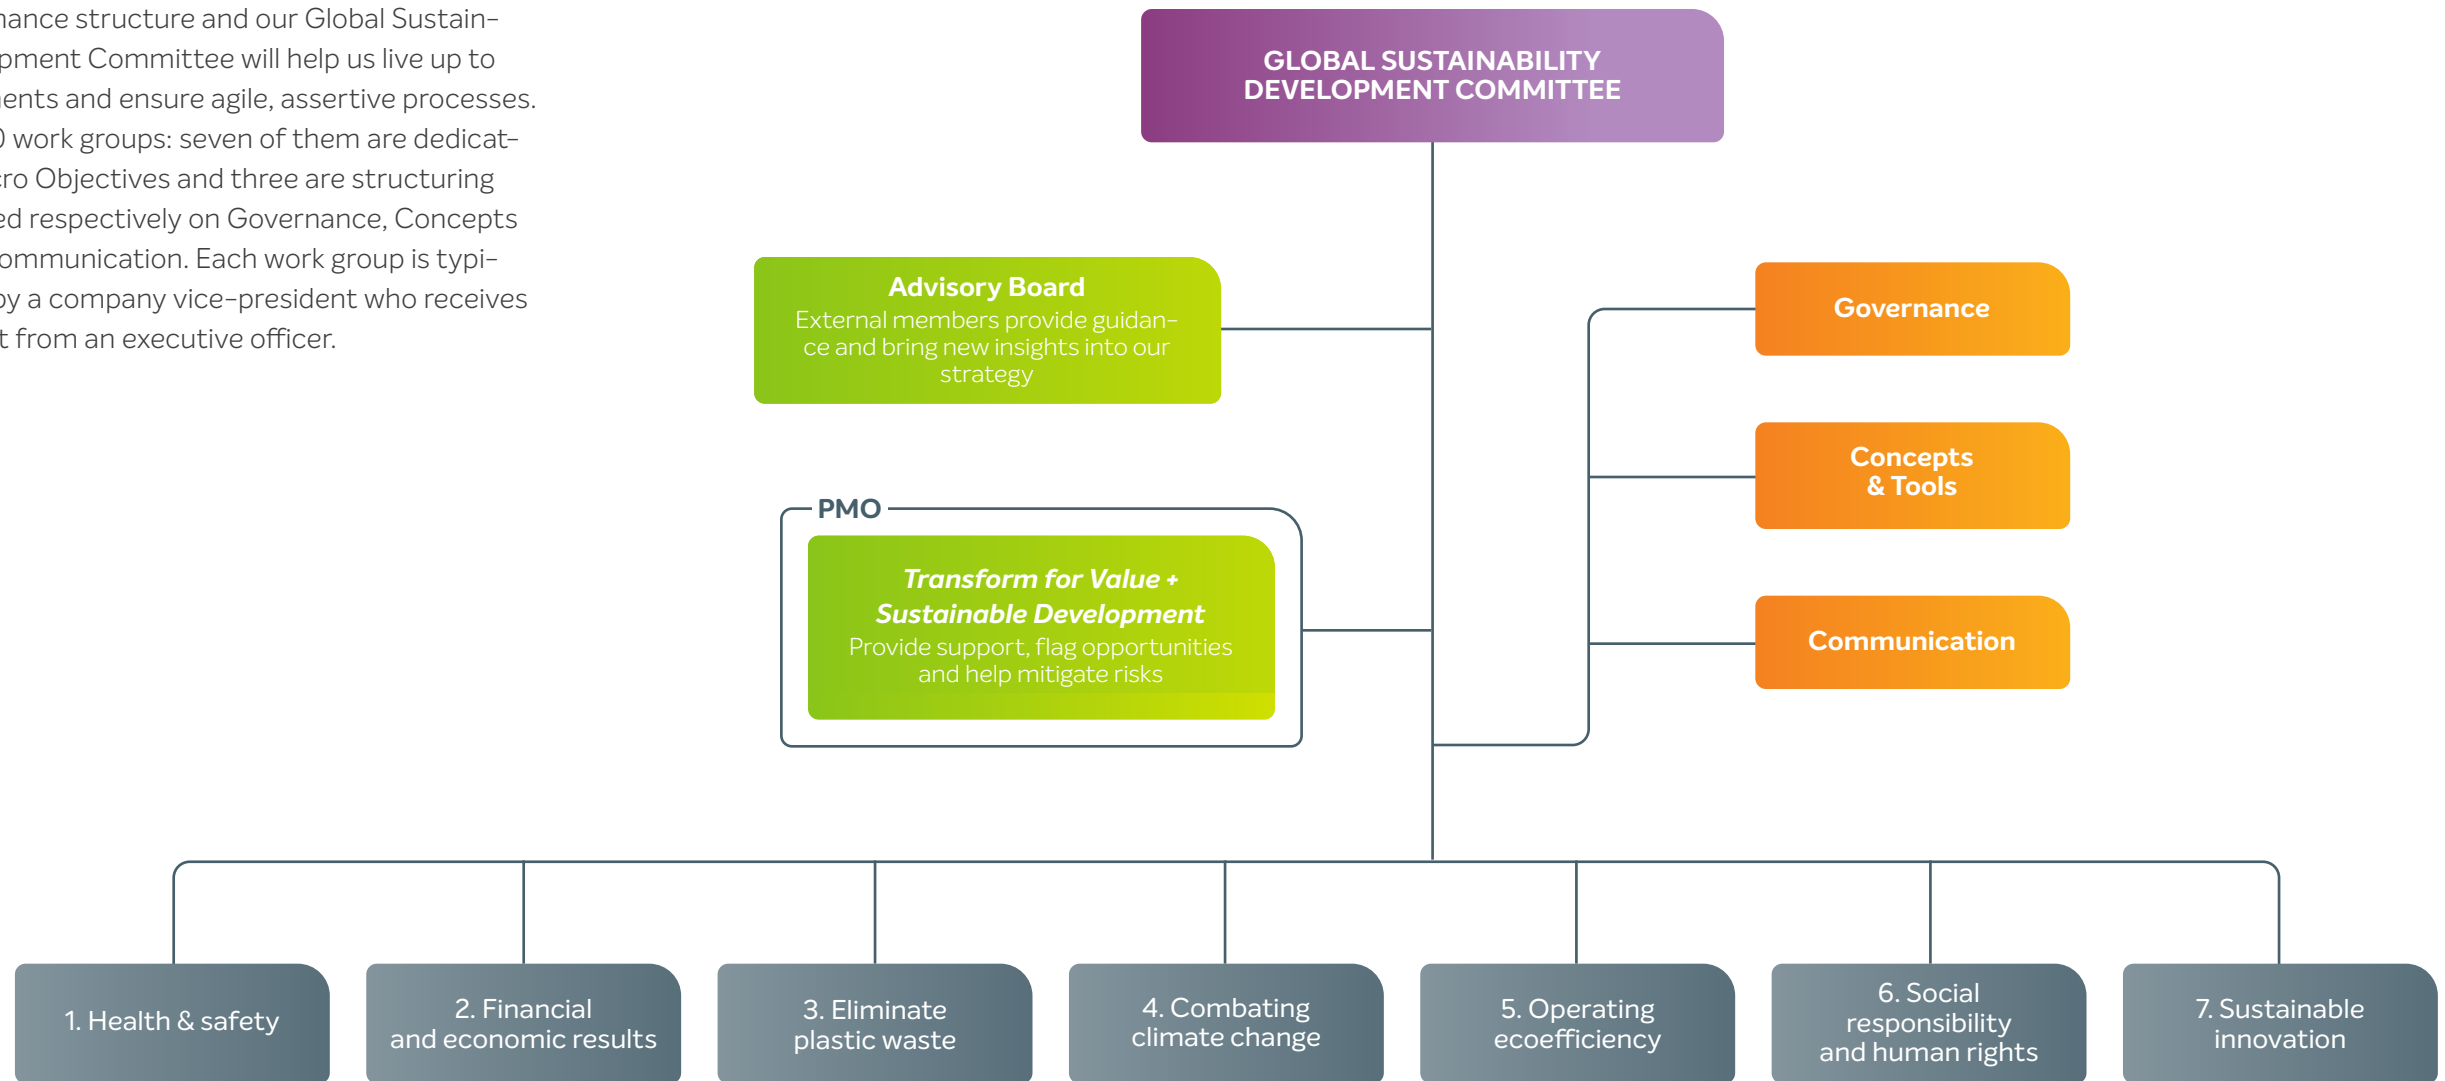 nance structure and our Global Sustain-
opment Committee will help us live up to
ments and ensure agile, assertive processes.
0 work groups: seven of them are dedicat-
cro Objectives and three are structuring
ed respectively on Governance, Concepts
ommunication. Each work group is typi-
by a company vice-president who receives
t from an executive officer.
GLOBAL SUSTAINABILITY
DEVELOPMENT COMMITTEE
Advisory Board
External members provide guidan-
ce and bring new insights into our
strategy
Governance
Concepts
& Tools
Communication
PMO
Transform for Value +
Sustainable Development
Provide support, flag opportunities
and help mitigate risks
1. Health & safety
2. Financial
and economic results
3. Eliminate
plastic waste
4. Combating
climate change
5. Operating
ecoefficiency
6. Social
responsibility
and human rights
7. Sustainable
innovation